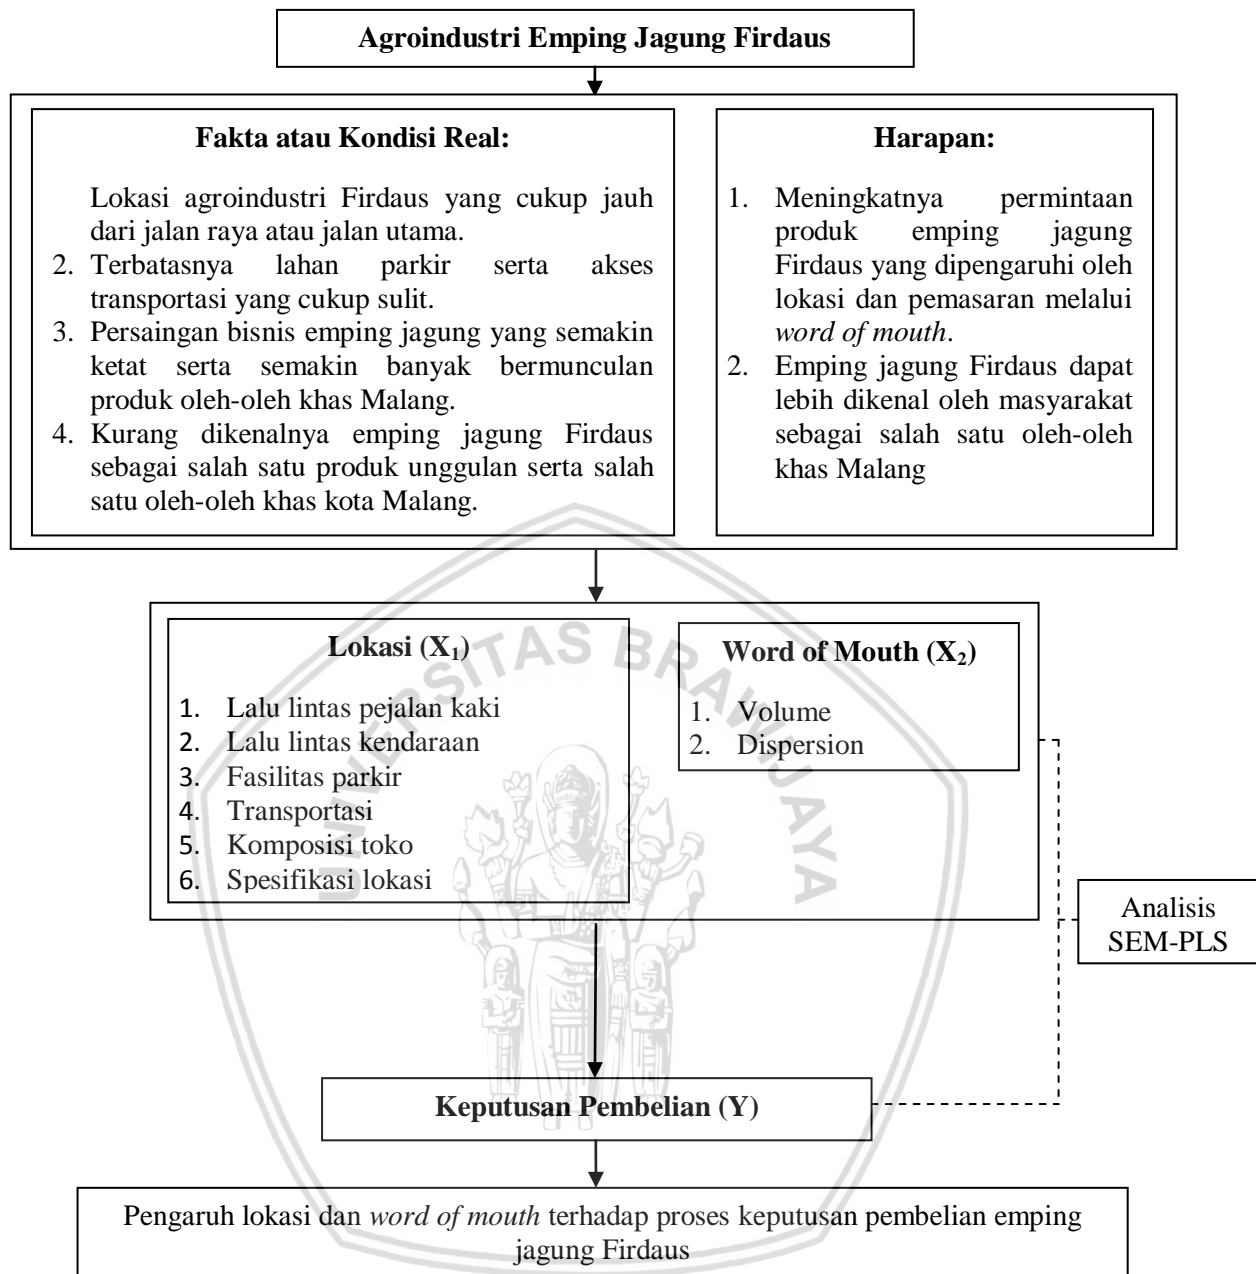 Agroindustri Emping Jagung Firdaus
Fakta atau Kondisi Real:
Lokasi agroindustri Firdaus yang cukup jauh
dari jalan raya atau jalan utama.
2. Terbatasnya lahan parkir serta akses
transportasi yang cukup sulit.
3. Persaingan bisnis emping jagung yang semakin
ketat serta semakin banyak bermunculan
produk oleh-oleh khas Malang.
4. Kurang dikenalnya emping jagung Firdaus
sebagai salah satu produk unggulan serta salah
satu oleh-oleh khas kota Malang.
Harapan:
1. Meningkatnya permintaan
produk emping jagung
Firdaus yang dipengaruhi oleh
lokasi dan pemasaran melalui
word of mouth.
2. Emping jagung Firdaus dapat
lebih dikenal oleh masyarakat
sebagai salah satu oleh-oleh
khas Malang
Lokasi (X₁)
1. Lalu lintas pejalan kaki
2. Lalu lintas kendaraan
3. Fasilitas parkir
4. Transportasi
5. Komposisi toko
6. Spesifikasi lokasi
Word of Mouth (X₂)
1. Volume
2. Dispersion
UNIVERSITAS BRAWIJAYA
Analisis
SEM-PLS
Keputusan Pembelian (Y)
Pengaruh lokasi dan word of mouth terhadap proses keputusan pembelian emping
jagung Firdaus